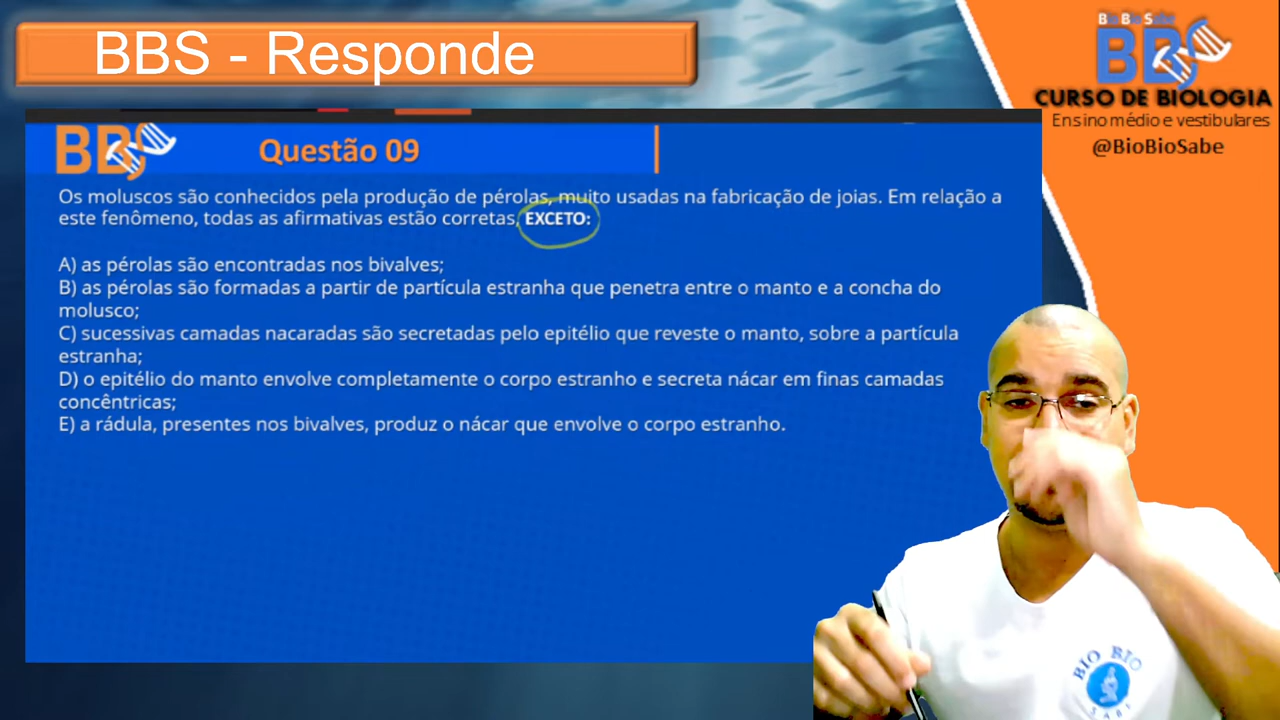 BBS - Responde
Bio Bio Sabe
BBS
CURSO DE BIOLOGIA
Ensino médio e vestibulares
@BioBioSabe
BBS
Questão 09
Os moluscos são conhecidos pela produção de pérolas, muito usadas na fabricação de joias. Em relação a
este fenômeno, todas as afirmativas estão corretas, EXCETO:
A) as pérolas são encontradas nos bivalves;
B) as pérolas são formadas a partir de partícula estranha que penetra entre o manto e a concha do
molusco;
C) sucessivas camadas nacaradas são secretadas pelo epitélio que reveste o manto, sobre a partícula
estranha;
D) o epitélio do manto envolve completamente o corpo estranho e secreta nácar em finas camadas
concêntricas;
E) a rádula, presentes nos bivalves, produz o nácar que envolve o corpo estranho.
BIO BIO
SABE